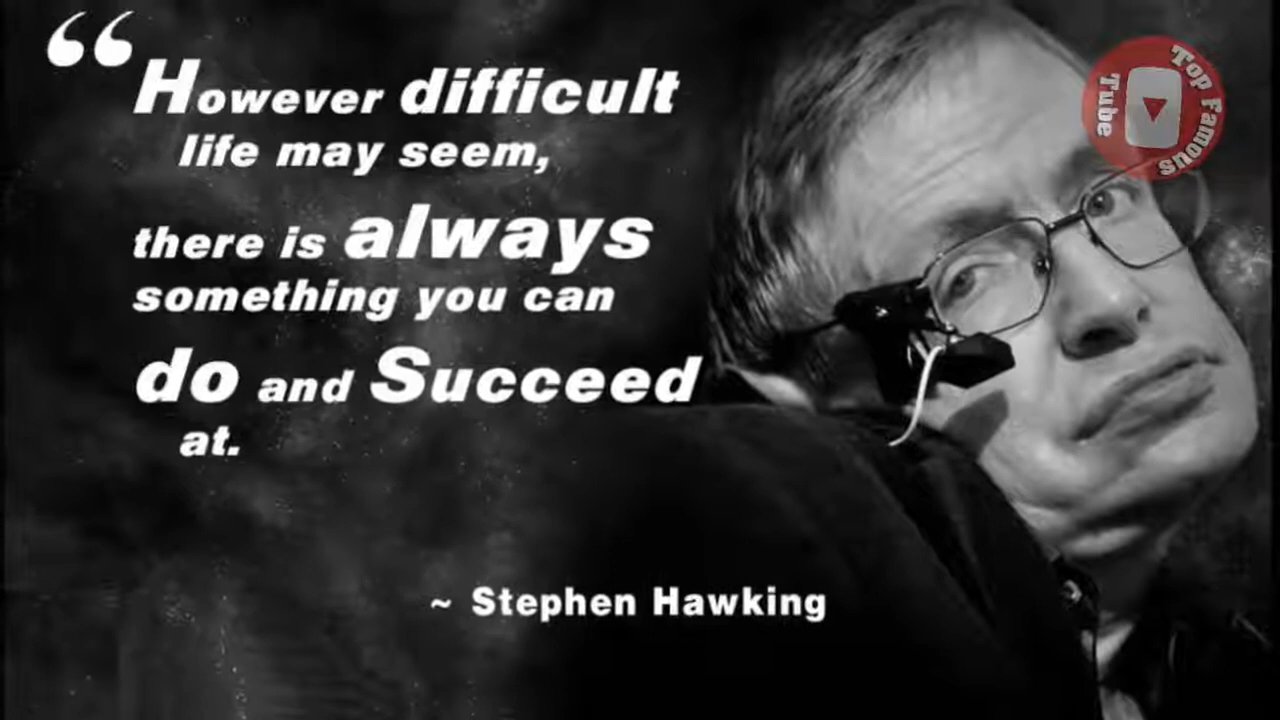 “However difficult
life may seem,
there is always
something you can
do and Succeed
at.
~ Stephen Hawking
Top Famous
Tube